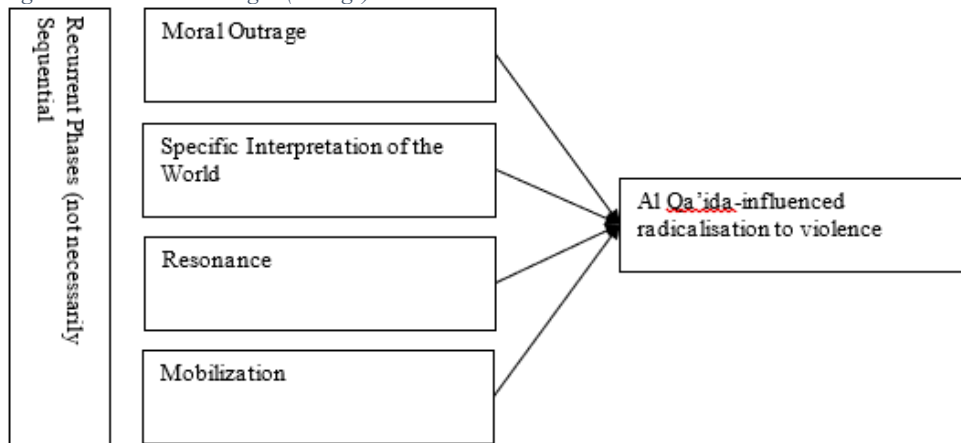 Recurrent Phases (not necessarily
Sequential
Moral Outrage
Specific Interpretation of the
World
Resonance
Mobilization
Al Qa’ida-influenced
radicalisation to violence